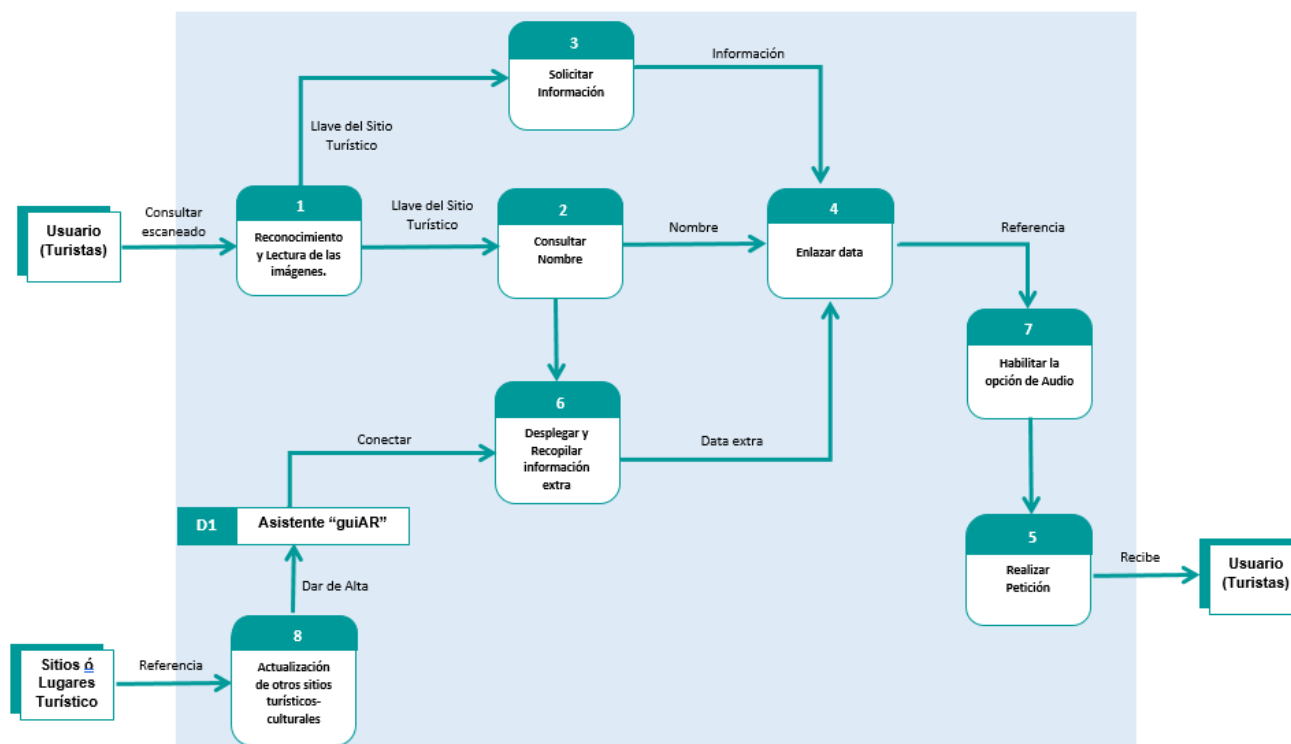 3
Solicitar
Información
Información
Llave del Sitio
Turístico
Usuario
(Turistas)
Consultar
escaneado
1
Reconocimiento
y Lectura de las
imágenes.
Llave del Sitio
Turístico
2
Consultar
Nombre
Nombre
4
Enlazar data
Referencia
7
Habilitar la
opción de Audio
6
Desplegar y
Recopilar
información
extra
Conectar
Data extra
D1
Asistente “guiAR”
Dar de Alta
5
Realizar
Petición
Recibe
Usuario
(Turistas)
Sitios ó
Lugares
Turístico
Referencia
8
Actualización
de otros sitios
turísticos-
culturales